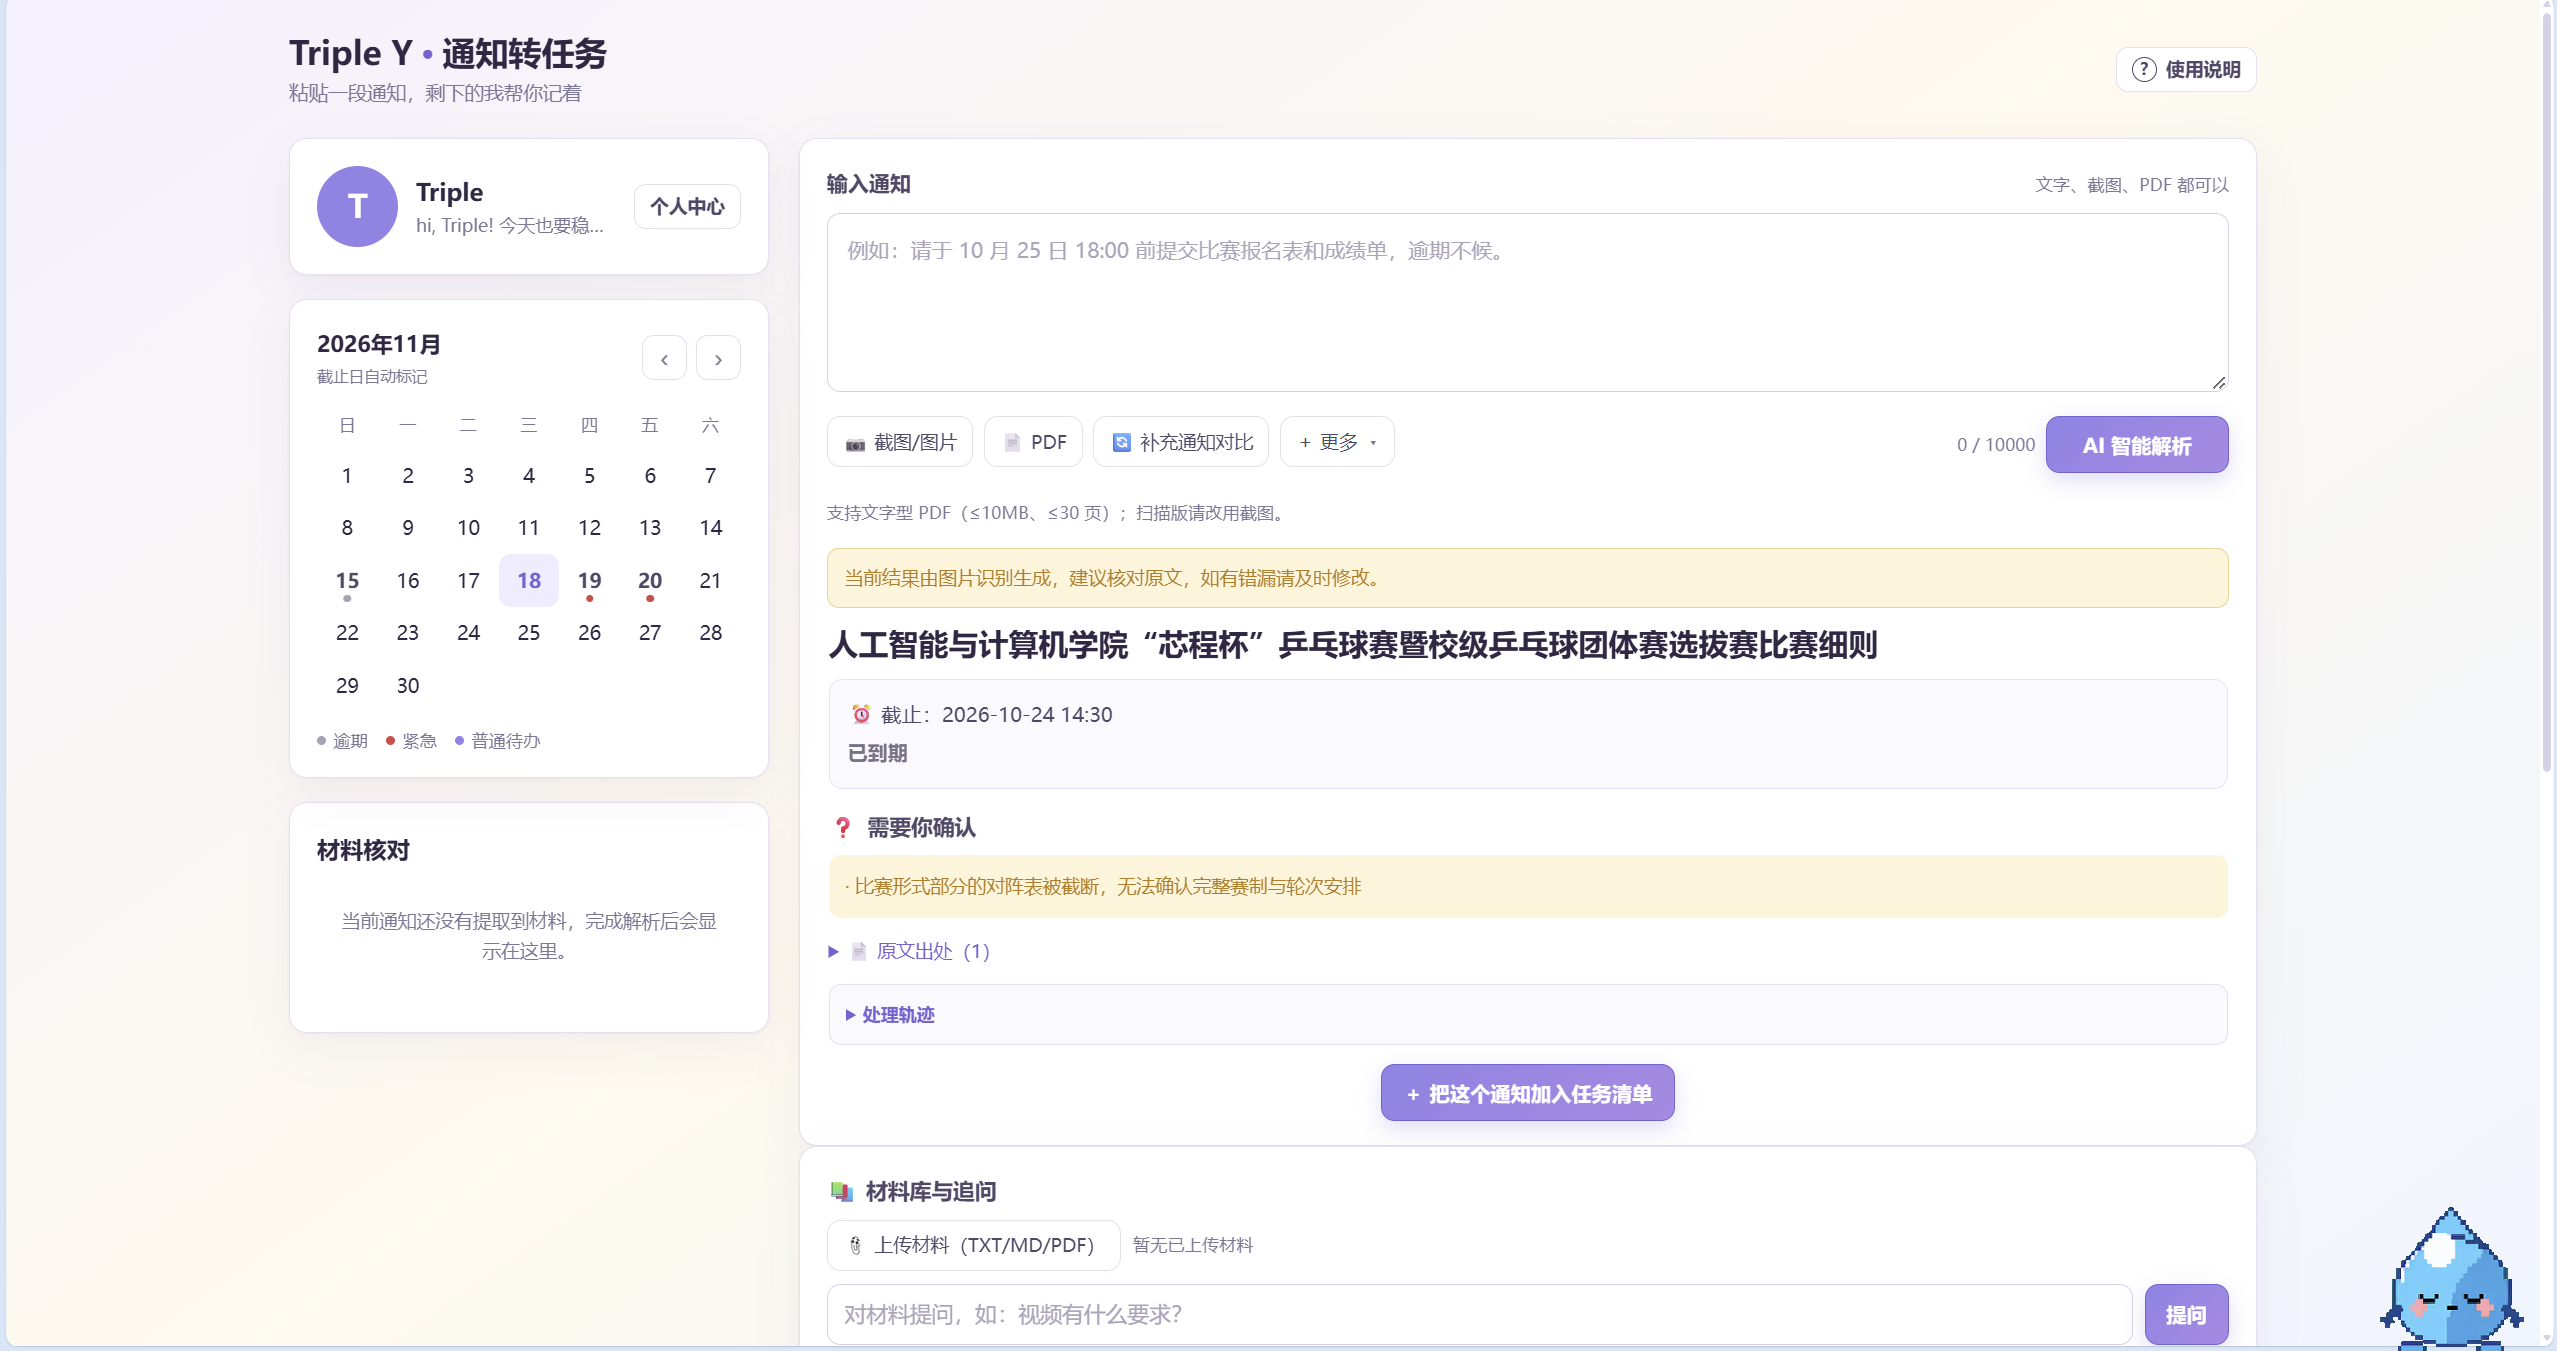 Triple Y • 通知转任务
粘贴一段通知，剩下的我帮你记着
? 使用说明
T
Triple
hi, Triple! 今天也要稳...
个人中心
2026年11月
截止日自动标记
‹ ›
日 一 二 三 四 五 六
1 2 3 4 5 6 7
8 9 10 11 12 13 14
15 16 17 18 19 20 21
22 23 24 25 26 27 28
29 30
逾期 紧急 普通待办
材料核对
当前通知还没有提取到材料，完成解析后会显
示在这里。
输入通知
文字、截图、PDF 都可以
例如：请于 10 月 25 日 18:00 前提交比赛报名表和成绩单，逾期不候。
截图/图片 PDF 补充通知对比 + 更多
0 / 10000
AI 智能解析
支持文字型 PDF（≤10MB、≤30 页）；扫描版请改用截图。
当前结果由图片识别生成，建议核对原文，如有错漏请及时修改。
人工智能与计算机学院“芯程杯”乒乓球赛暨校级乒乓球团体赛选拔赛比赛细则
截止：2026-10-24 14:30
已到期
❓ 需要你确认
· 比赛形式部分的对阵表被截断，无法确认完整赛制与轮次安排
原文出处（1）
处理轨迹
+ 把这个通知加入任务清单
材料库与追问
上传材料（TXT/MD/PDF） 暂无已上传材料
对材料提问，如：视频有什么要求？
提问